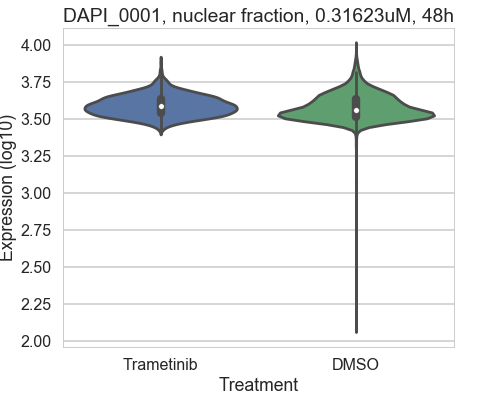 DAPI_0001, nuclear fraction, 0.31623uM, 48h
4.00
3.75
3.50
3.25
3.00
2.75
2.50
2.25
2.00
Expression (log10)
Trametinib DMSO
Treatment